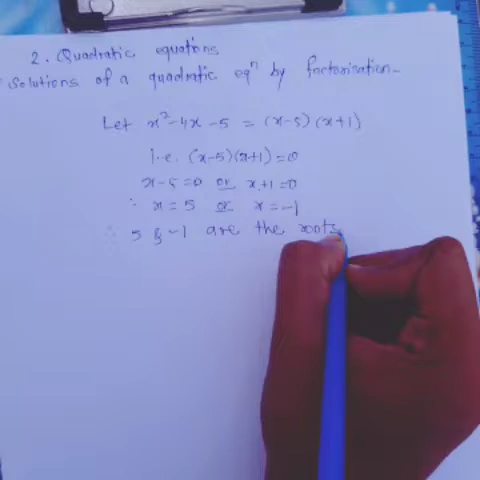 2. Quadratic equations
Solutions of a quadratic eqⁿ by factorisation-
Let x²-4x-5 = (x-5)(x+1)
i.e. (x-5)(x+1)=0
x-5=0 or x+1=0
∴ x=5 or x=-1
∴ 5 & -1 are the roots